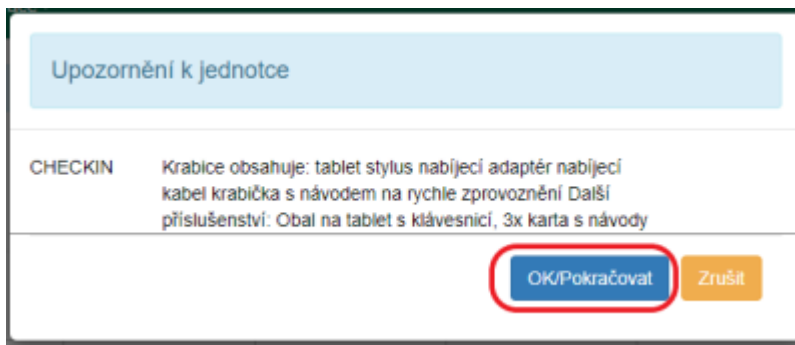 Upozornění k jednotce
CHECKIN Krabice obsahuje: tablet stylus nabíjecí adaptér nabíjecí
kabel krabička s návodem na rychle zprovoznění Další
příslušenství: Obal na tablet s klávesnicí, 3x karta s návody
OK/Pokračovat Zrušit